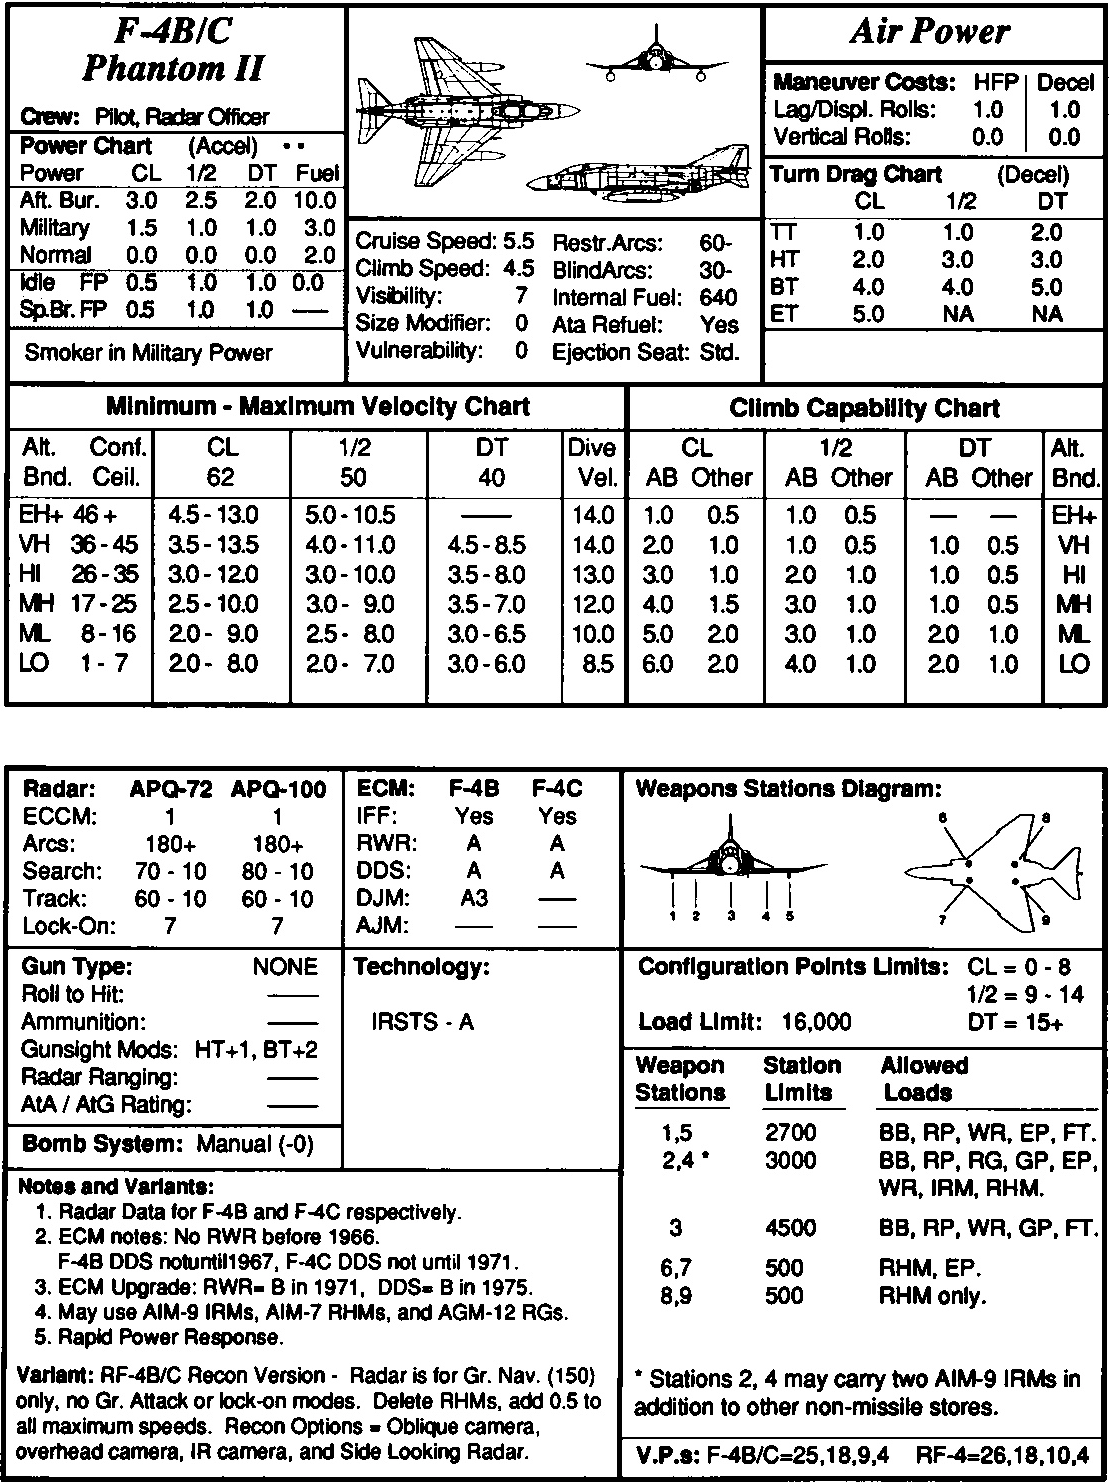 F-4B/C
Phantom II
Crew: Pilot, Radar Officer
Power Chart (Accel) • •
Power CL 1/2 DT Fuel
Aft. Bur. 3.0 2.5 2.0 10.0
Military 1.5 1.0 1.0 3.0
Normal 0.0 0.0 0.0 2.0
Idle FP 0.5 1.0 1.0 0.0
Sp.Br. FP 0.5 1.0 1.0 —
Smoker in Military Power
Cruise Speed: 5.5 Restr.Arcs: 60-
Climb Speed: 4.5 BlindArcs: 30-
Visibility: 7 Internal Fuel: 640
Size Modifier: 0 Ata Refuel: Yes
Vulnerability: 0 Ejection Seat: Std.
Air Power
Maneuver Costs: HFP Decel
Lag/Displ. Rolls: 1.0 1.0
Vertical Rolls: 0.0 0.0
Turn Drag Chart (Decel)
CL 1/2 DT
TT 1.0 1.0 2.0
HT 2.0 3.0 3.0
BT 4.0 4.0 5.0
ET 5.0 NA NA
Minimum - Maximum Velocity Chart
Alt. Conf. CL 1/2 DT Dive
Bnd. Ceil. 62 50 40 Vel.
EH+ 46 + 4.5 - 13.0 5.0 - 10.5 — 14.0
VH 36 - 45 3.5 - 13.5 4.0 - 11.0 4.5 - 8.5 14.0
HI 26 - 35 3.0 - 12.0 3.0 - 10.0 3.5 - 8.0 13.0
MH 17 - 25 2.5 - 10.0 3.0 - 9.0 3.5 - 7.0 12.0
ML 8 - 16 2.0 - 9.0 2.5 - 8.0 3.0 - 6.5 10.0
LO 1 - 7 2.0 - 8.0 2.0 - 7.0 3.0 - 6.0 8.5
Climb Capability Chart
CL 1/2 DT Alt.
AB Other AB Other AB Other Bnd.
1.0 0.5 1.0 0.5 — — EH+
2.0 1.0 1.0 0.5 1.0 0.5 VH
3.0 1.0 2.0 1.0 1.0 0.5 HI
4.0 1.5 3.0 1.0 1.0 0.5 MH
5.0 2.0 3.0 1.0 2.0 1.0 ML
6.0 2.0 4.0 1.0 2.0 1.0 LO
Radar: APQ-72 APQ-100
ECCM: 1 1
Arcs: 180+ 180+
Search: 70 - 10 80 - 10
Track: 60 - 10 60 - 10
Lock-On: 7 7
ECM: F-4B F-4C
IFF: Yes Yes
RWR: A A
DDS: A A
DJM: A3 —
AJM: — —
Weapons Stations Diagram:
6 8
1 2 3 4 5 7 9
Gun Type: NONE
Roll to Hit: —
Ammunition: —
Gunsight Mods: HT+1, BT+2
Radar Ranging: —
AtA / AtG Rating: —
Bomb System: Manual (-0)
Technology:
IRSTS - A
Configuration Points Limits: CL = 0 - 8
1/2 = 9 - 14
Load Limit: 16,000 DT = 15+
Weapon Station Allowed
Stations Limits Loads
1,5 2700 BB, RP, WR, EP, FT.
2,4 * 3000 BB, RP, RG, GP, EP,
WR, IRM, RHM.
3 4500 BB, RP, WR, GP, FT.
6,7 500 RHM, EP.
8,9 500 RHM only.
* Stations 2, 4 may carry two AIM-9 IRMs in
addition to other non-missile stores.
V.P.s: F-4B/C=25,18,9,4 RF-4=26,18,10,4
Notes and Variants:
1. Radar Data for F-4B and F-4C respectively.
2. ECM notes: No RWR before 1966.
F-4B DDS notuntil1967, F-4C DDS not until 1971.
3. ECM Upgrade: RWR= B in 1971, DDS= B in 1975.
4. May use AIM-9 IRMs, AIM-7 RHMs, and AGM-12 RGs.
5. Rapid Power Response.
Variant: RF-4B/C Recon Version - Radar is for Gr. Nav. (150)
only, no Gr. Attack or lock-on modes. Delete RHMs, add 0.5 to
all maximum speeds. Recon Options = Oblique camera,
overhead camera, IR camera, and Side Looking Radar.